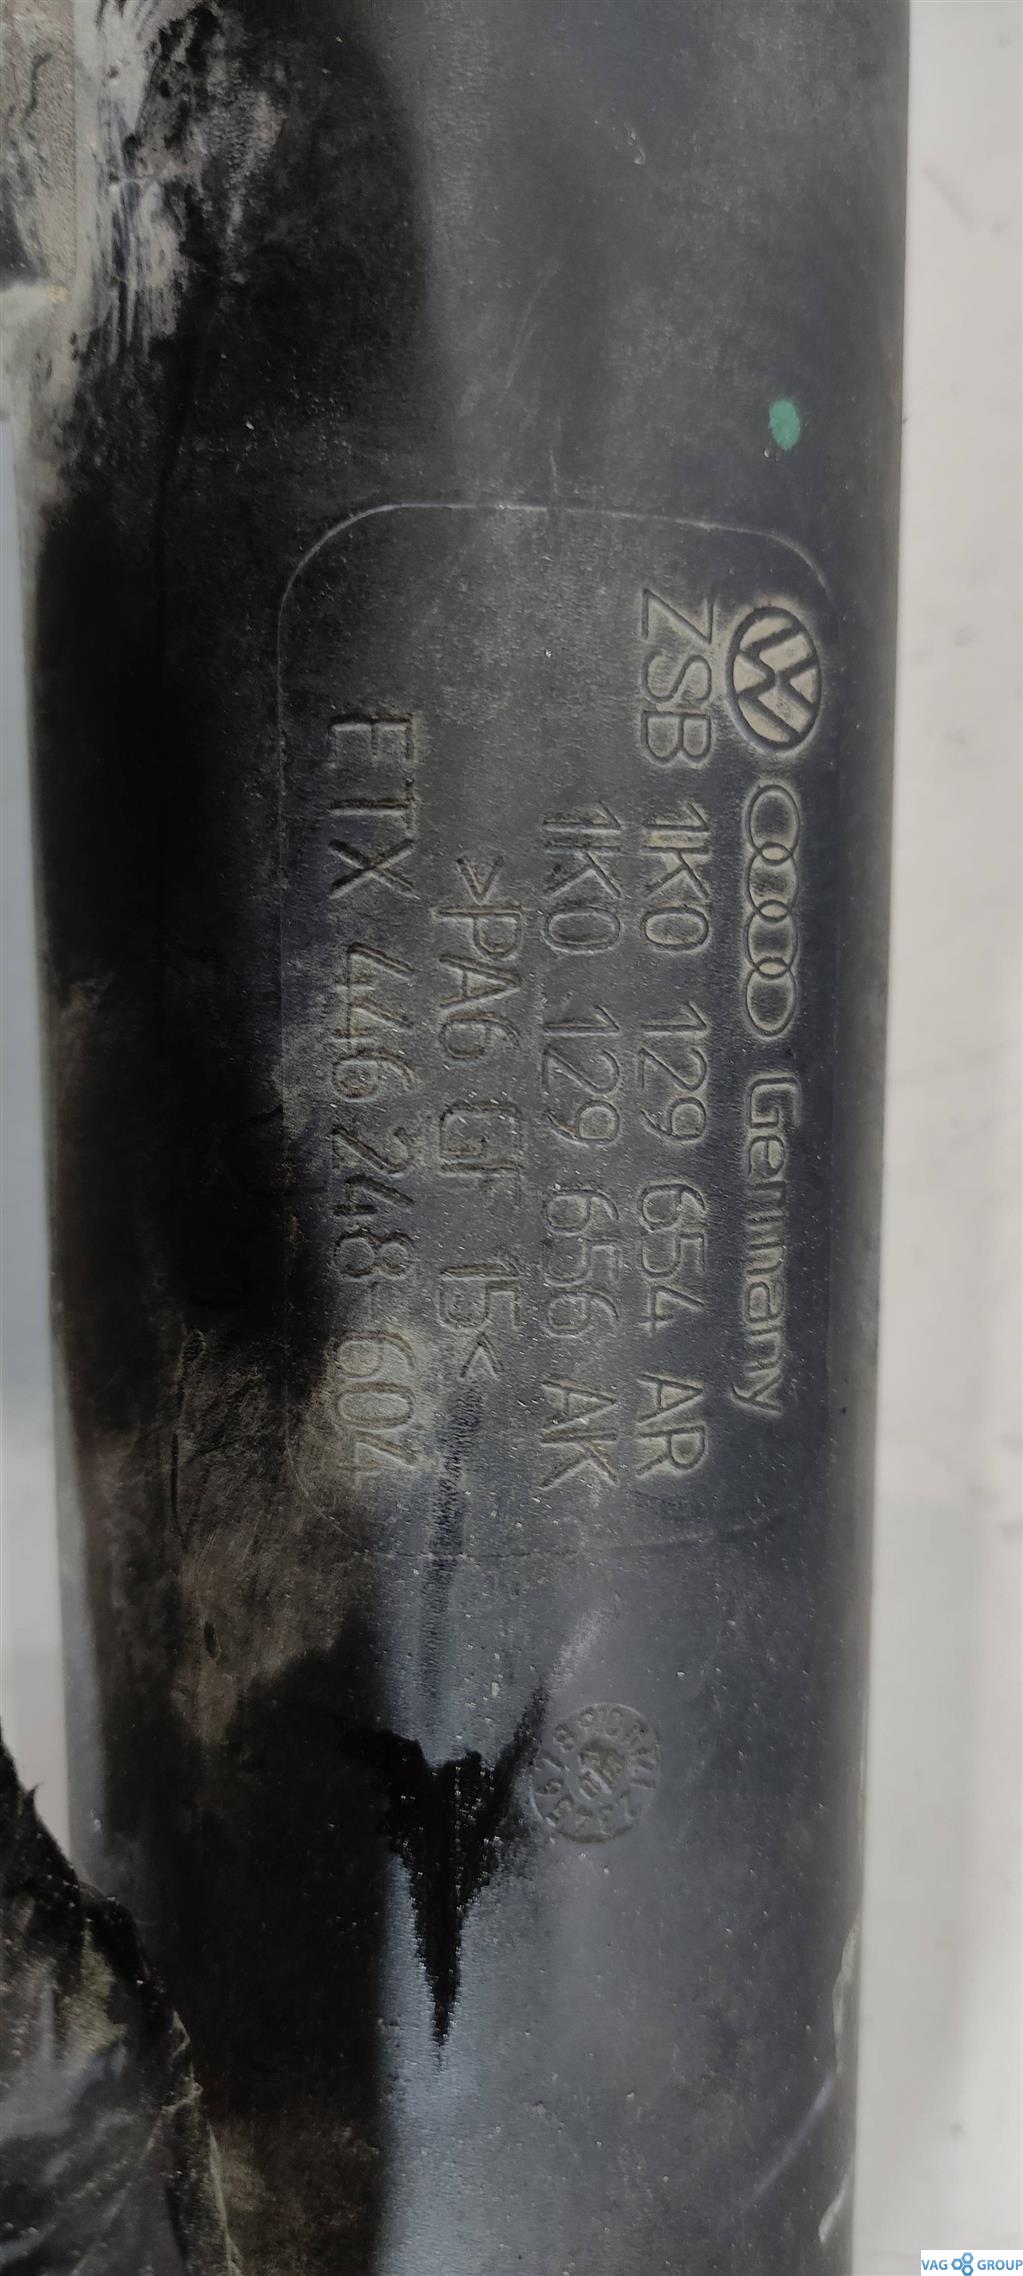 Germany
ZSB 1K0 129 654 AR
1K0 129 656 AK
>PA6 GF 15<
ETX 446 248-604
VAG GROUP